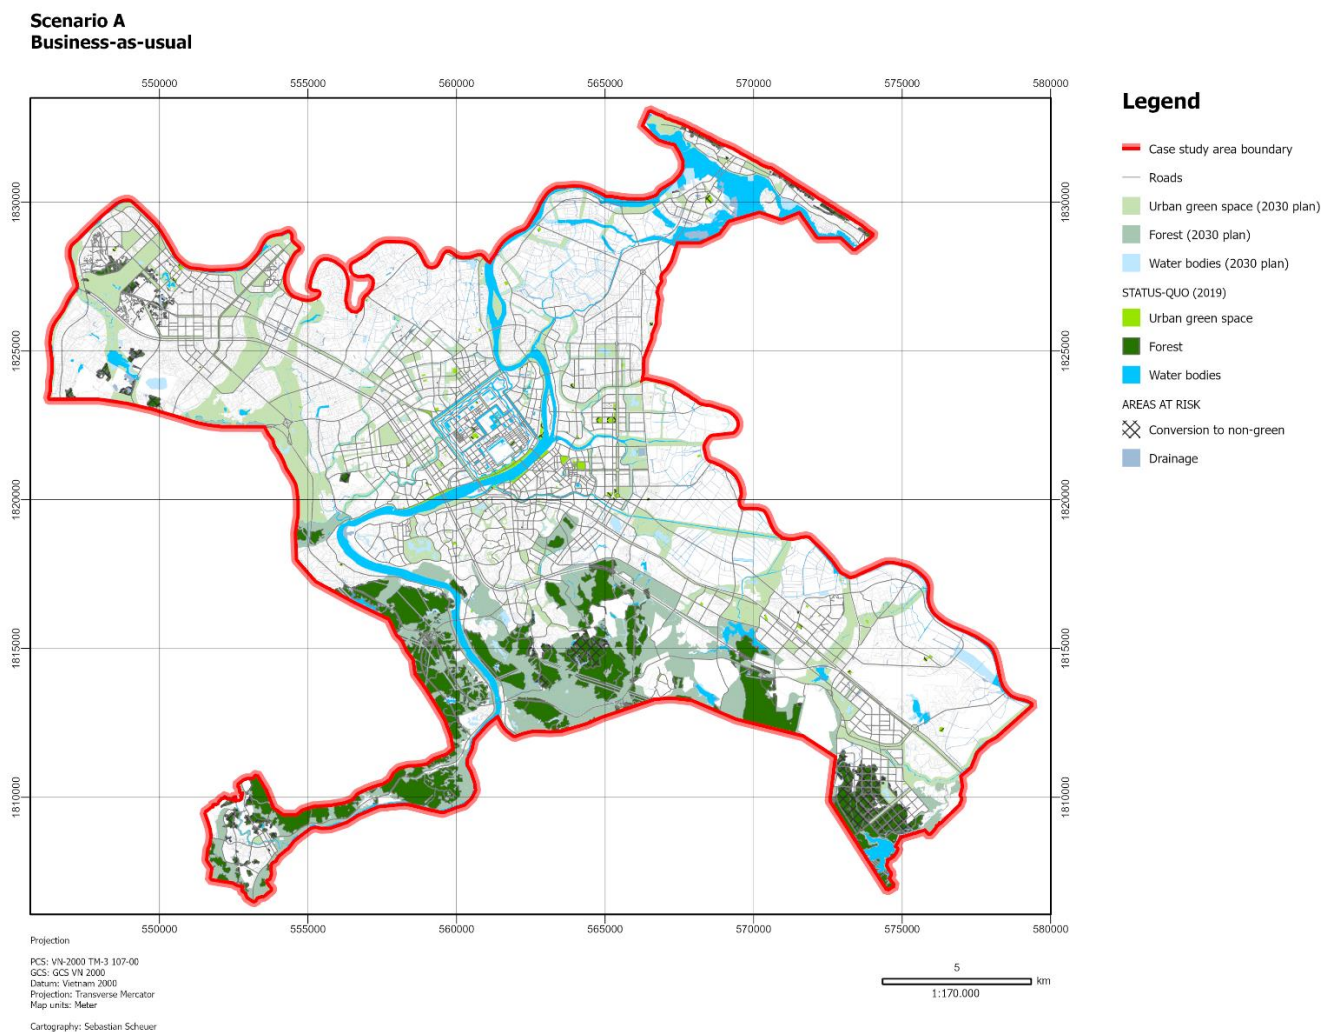 Scenario A
Business-as-usual
550000 555000 560000 565000 570000 575000 580000
1830000 1830000
1825000 1825000
1820000 1820000
1815000 1815000
1810000 1810000
550000 555000 560000 565000 570000 575000 580000
Legend
Case study area boundary
Roads
Urban green space (2030 plan)
Forest (2030 plan)
Water bodies (2030 plan)
STATUS-QUO (2019)
Urban green space
Forest
Water bodies
AREAS AT RISK
Conversion to non-green
Drainage
Projection
PCS: VN-2000 TM-3 107-00
GCS: GCS VN 2000
Datum: Vietnam 2000
Projection: Transverse Mercator
Map units: Meter
Cartography: Sebastian Scheuer
5
km
1:170.000